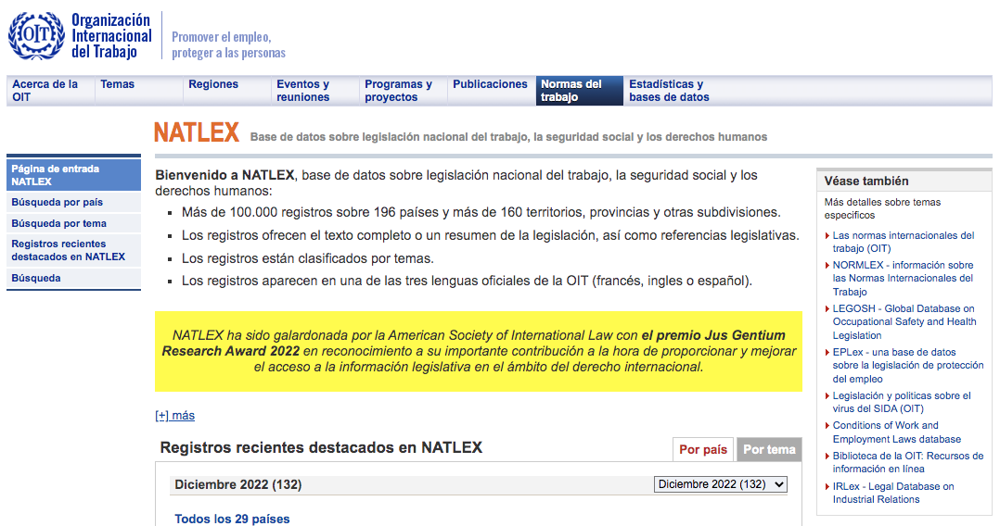 OIT
Organización
Internacional
del Trabajo
Promover el empleo,
proteger a las personas
Acerca de la
OIT
Temas
Regiones
Eventos y
reuniones
Programas y
proyectos
Publicaciones
Normas del
trabajo
Estadísticas y
bases de datos
NATLEX Base de datos sobre legislación nacional del trabajo, la seguridad social y los derechos humanos
Página de entrada
NATLEX
Búsqueda por país
Búsqueda por tema
Registros recientes
destacados en NATLEX
Búsqueda
Bienvenido a NATLEX, base de datos sobre legislación nacional del trabajo, la seguridad social y los
derechos humanos:
Más de 100.000 registros sobre 196 países y más de 160 territorios, provincias y otras subdivisiones.
Los registros ofrecen el texto completo o un resumen de la legislación, así como referencias legislativas.
Los registros están clasificados por temas.
Los registros aparecen en una de las tres lenguas oficiales de la OIT (francés, ingles o español).
NATLEX ha sido galardonada por la American Society of International Law con el premio Jus Gentium
Research Award 2022 en reconocimiento a su importante contribución a la hora de proporcionar y mejorar
el acceso a la información legislativa en el ámbito del derecho internacional.
[+] más
Registros recientes destacados en NATLEX
Por país
Por tema
Diciembre 2022 (132)
Diciembre 2022 (132)
Todos los 29 países
Véase también
Más detalles sobre temas
especificos
Las normas internacionales del
trabajo (OIT)
NORMLEX - información sobre
las Normas Internacionales del
Trabajo
LEGOSH - Global Database on
Occupational Safety and Health
Legislation
EPLex - una base de datos
sobre la legislación de protección
del empleo
Legislación y politicas sobre el
virus del SIDA (OIT)
Conditions of Work and
Employment Laws database
Biblioteca de la OIT: Recursos de
información en línea
IRLex - Legal Database on
Industrial Relations